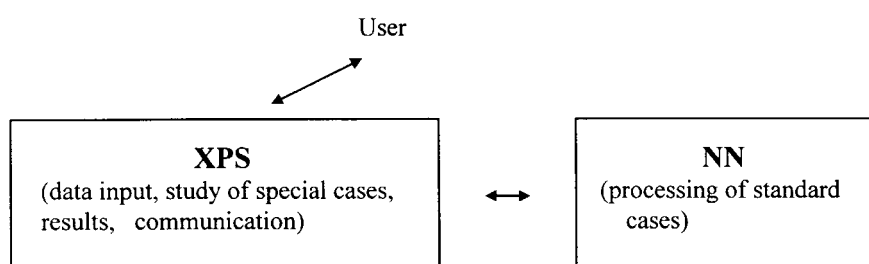 User
XPS
(data input, study of special cases,
results, communication)
NN
(processing of standard
cases)